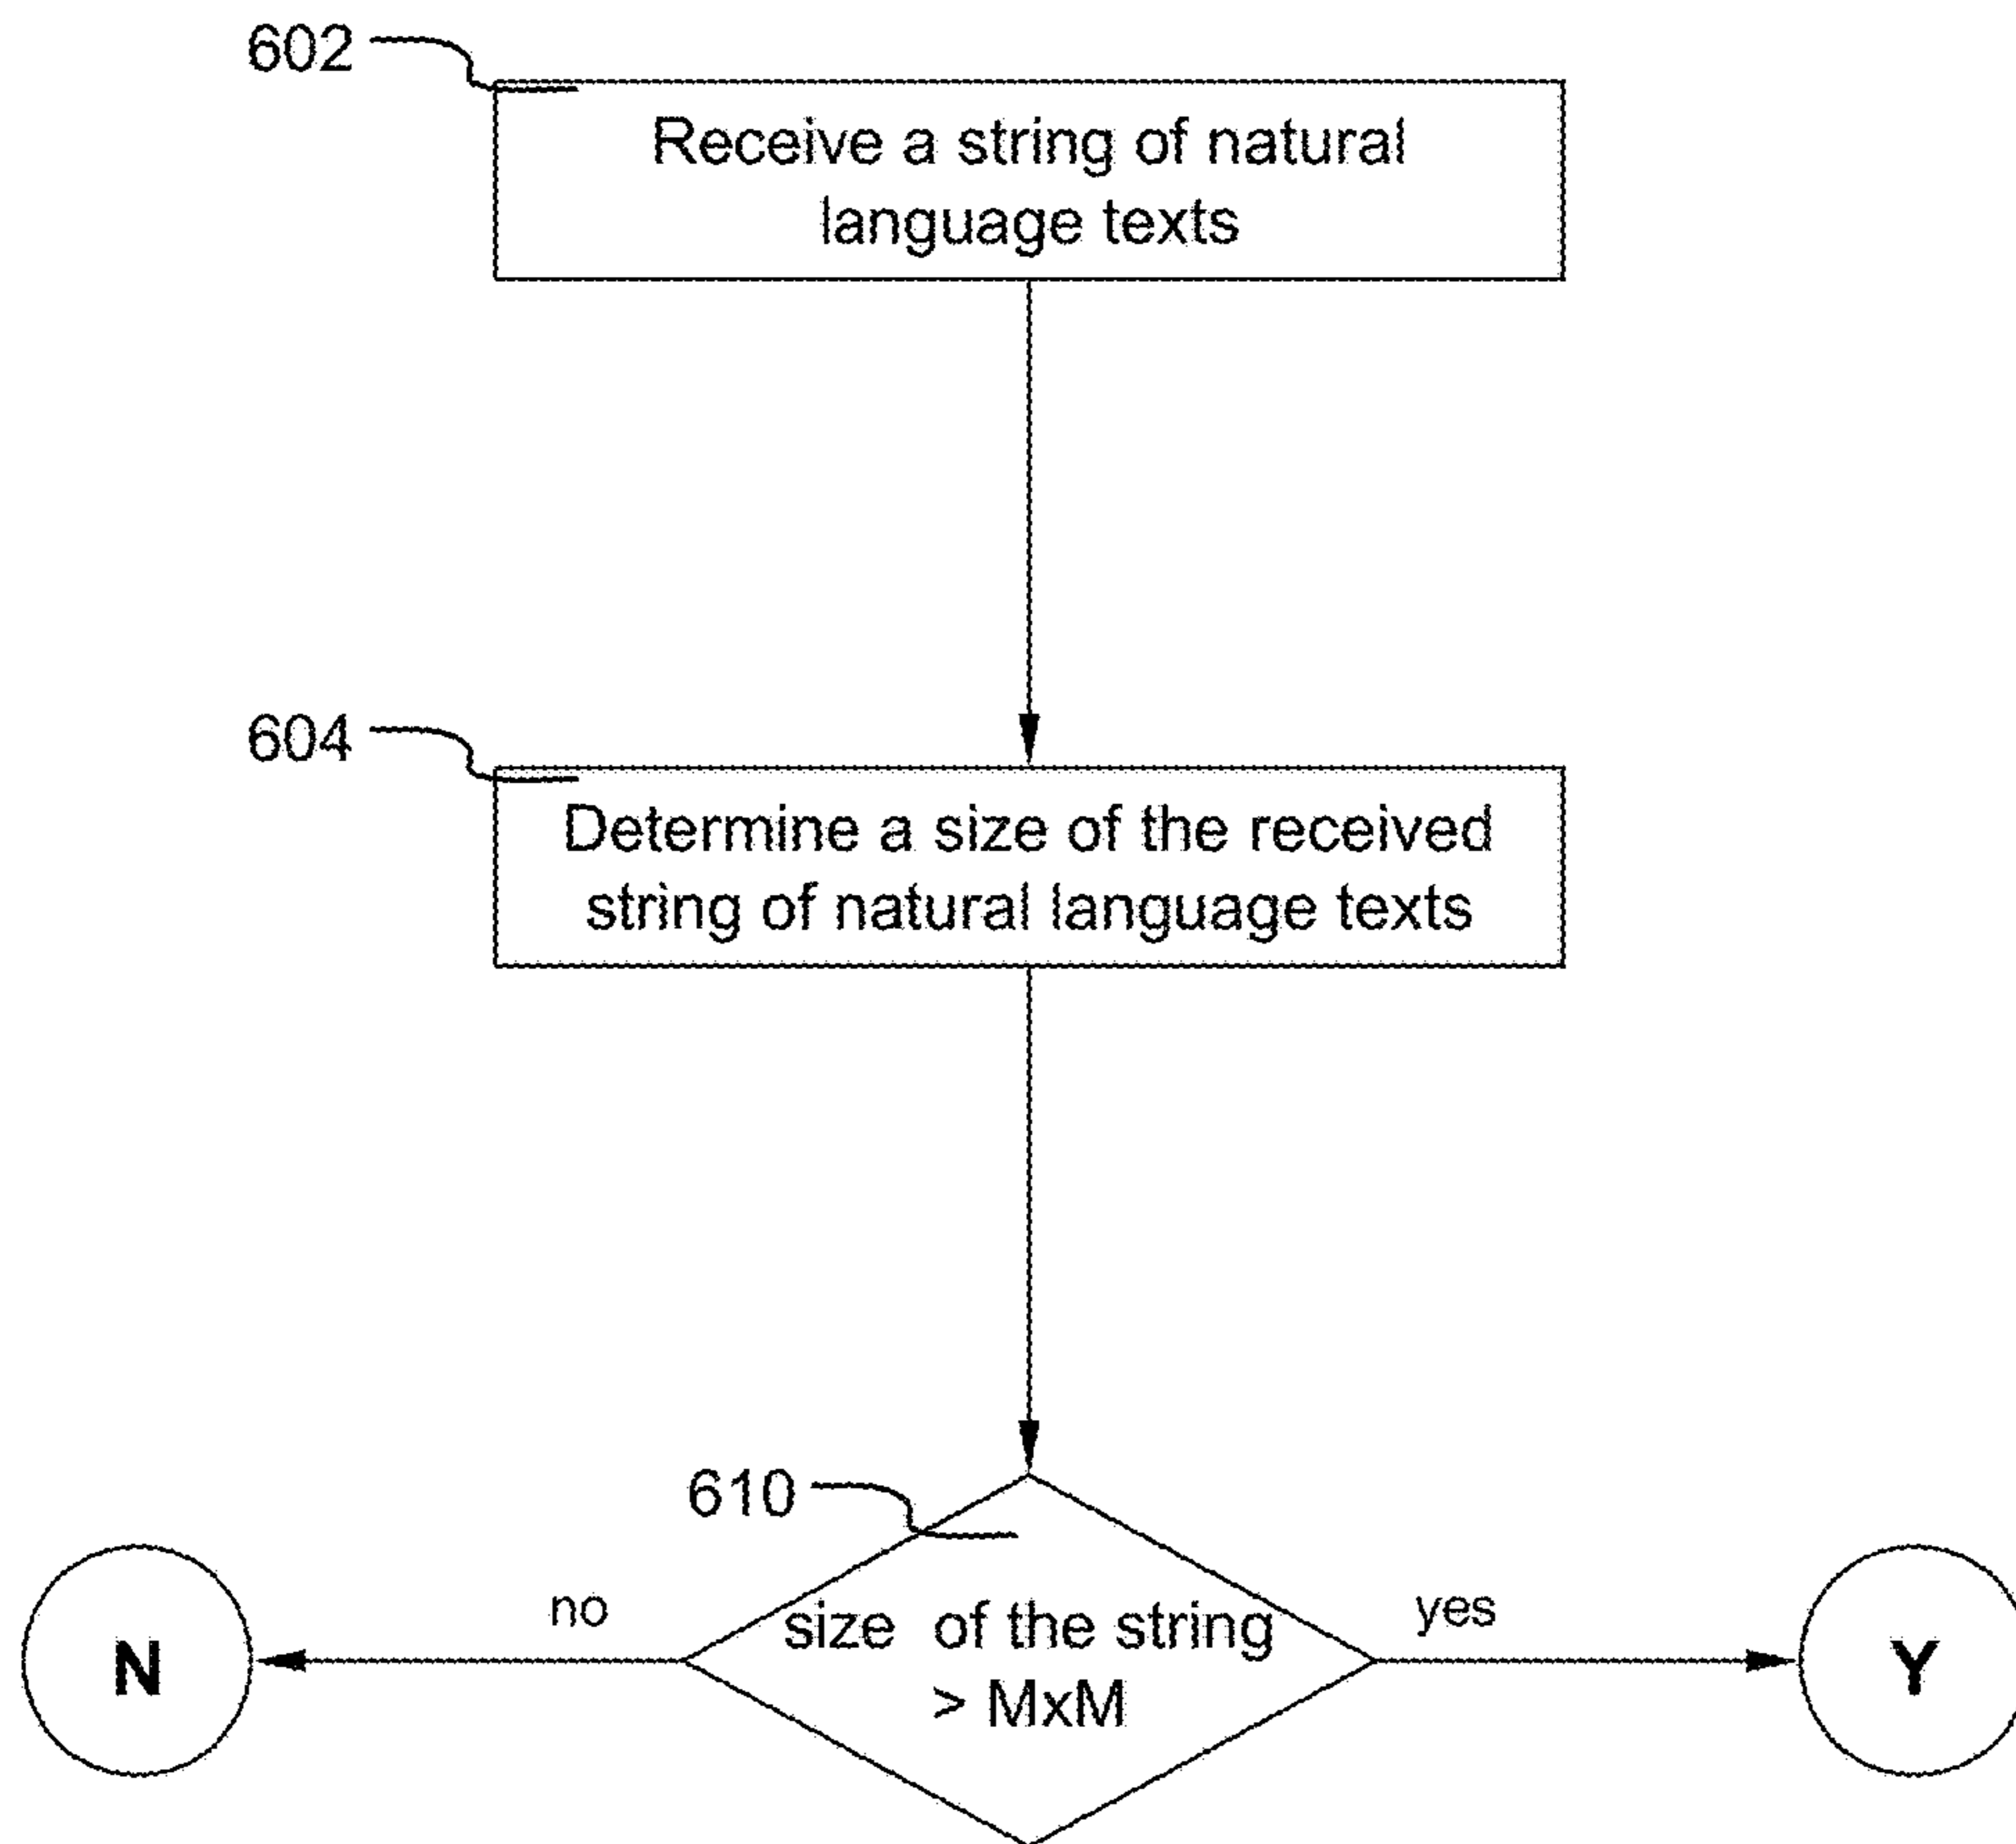 602
Receive a string of natural
language texts
604
Determine a size of the received
string of natural language texts
610
no
yes
size of the string
> MxM
N
Y